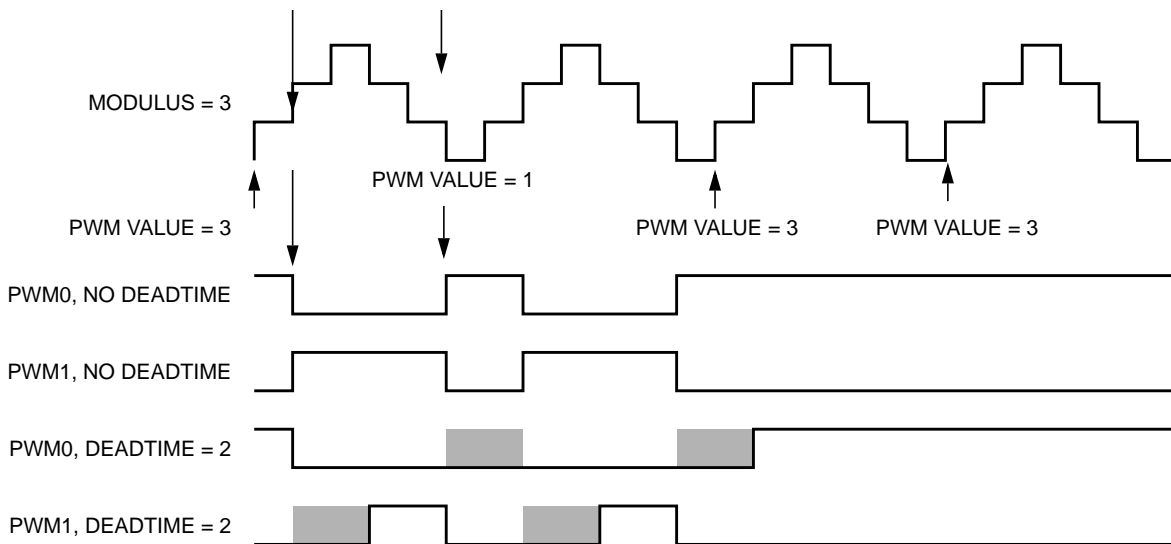 MODULUS = 3
PWM VALUE = 1
PWM VALUE = 3
PWM VALUE = 3
PWM VALUE = 3
PWM0, NO DEADTIME
PWM1, NO DEADTIME
PWM0, DEADTIME = 2
PWM1, DEADTIME = 2